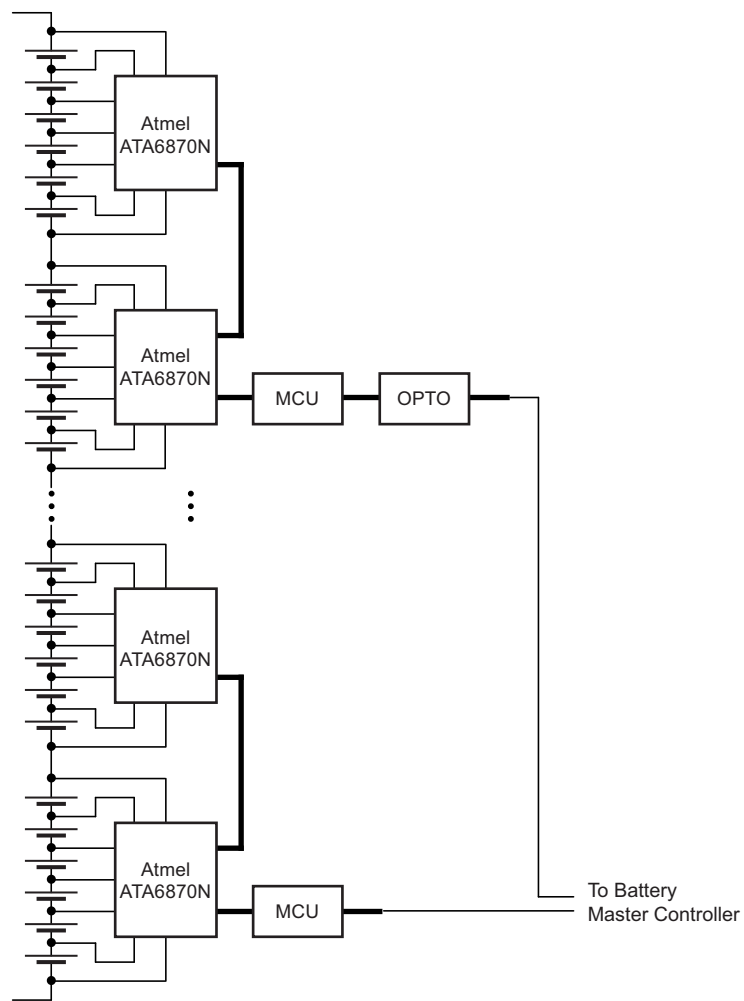 Atmel
ATA6870N
Atmel
ATA6870N
MCU
OPTO
Atmel
ATA6870N
Atmel
ATA6870N
MCU
To Battery
Master Controller